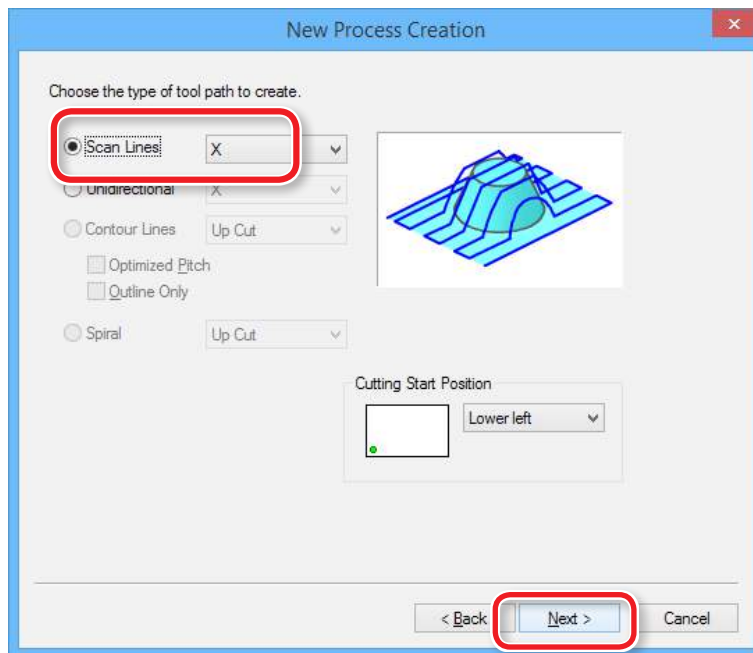 New Process Creation
×
Choose the type of tool path to create.
Scan Lines X
Unidirectional X
Contour Lines Up Cut
Optimized Pitch
Outline Only
Spiral Up Cut
Cutting Start Position
Lower left
< Back Next > Cancel